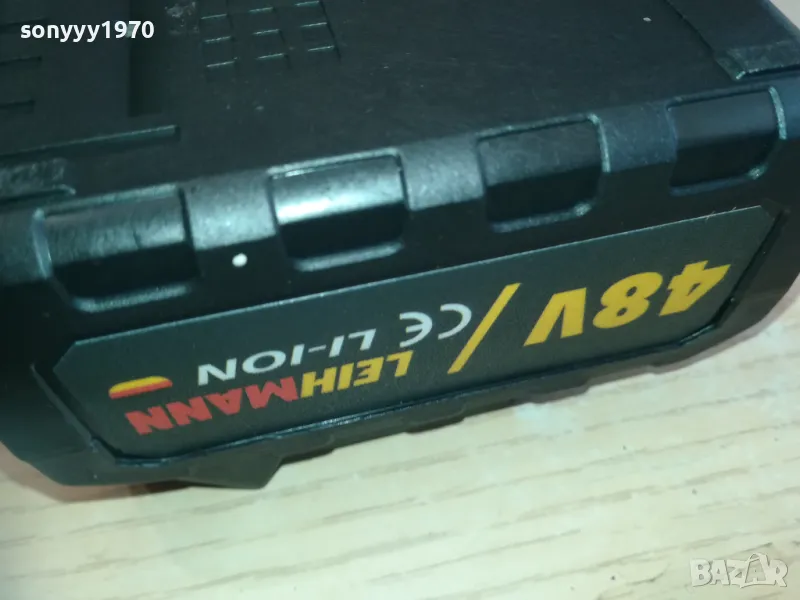 sonyyy1970
48V / CE LI-ION
LEIHMANN
BAZAR